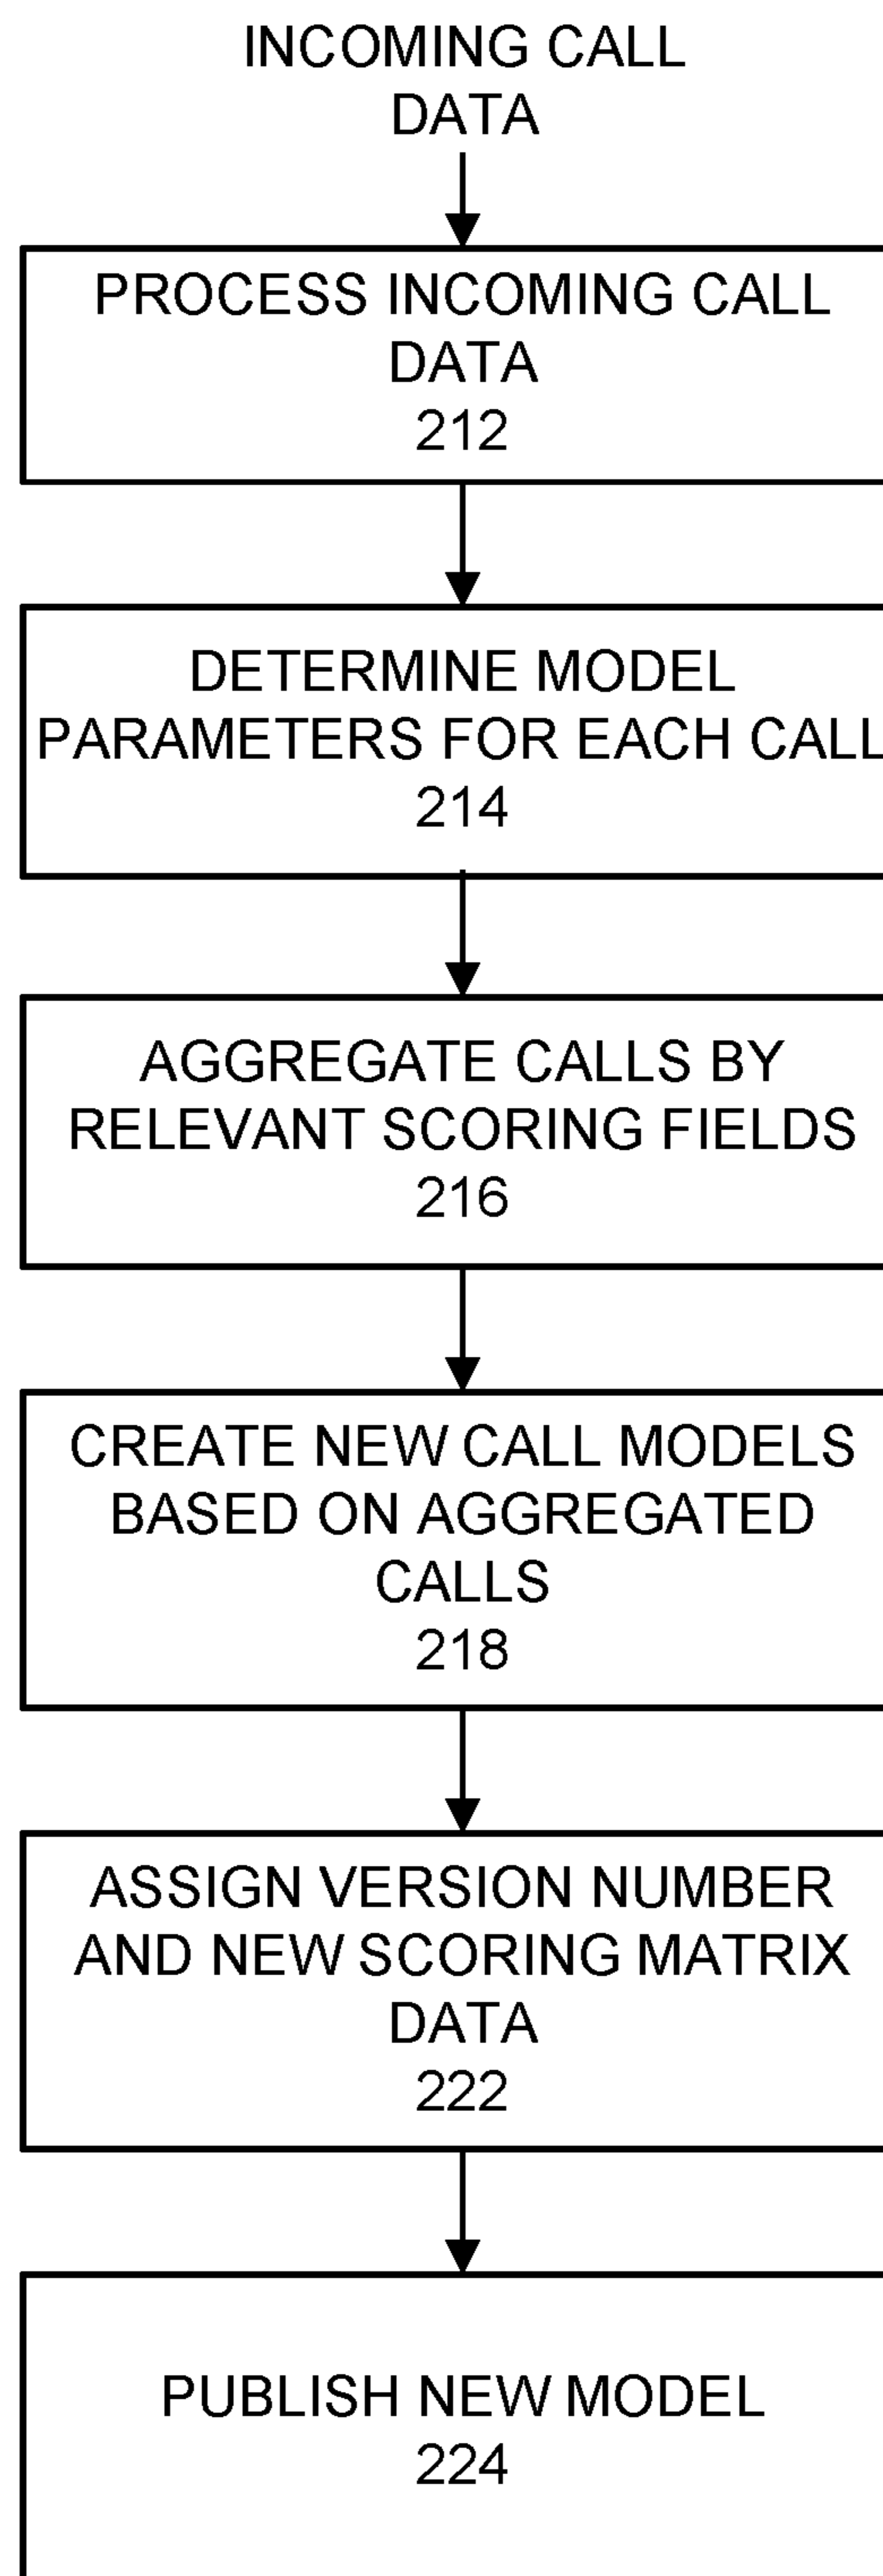 INCOMING CALL
DATA
PROCESS INCOMING CALL
DATA
212
DETERMINE MODEL
PARAMETERS FOR EACH CALL
214
AGGREGATE CALLS BY
RELEVANT SCORING FIELDS
216
CREATE NEW CALL MODELS
BASED ON AGGREGATED
CALLS
218
ASSIGN VERSION NUMBER
AND NEW SCORING MATRIX
DATA
222
PUBLISH NEW MODEL
224